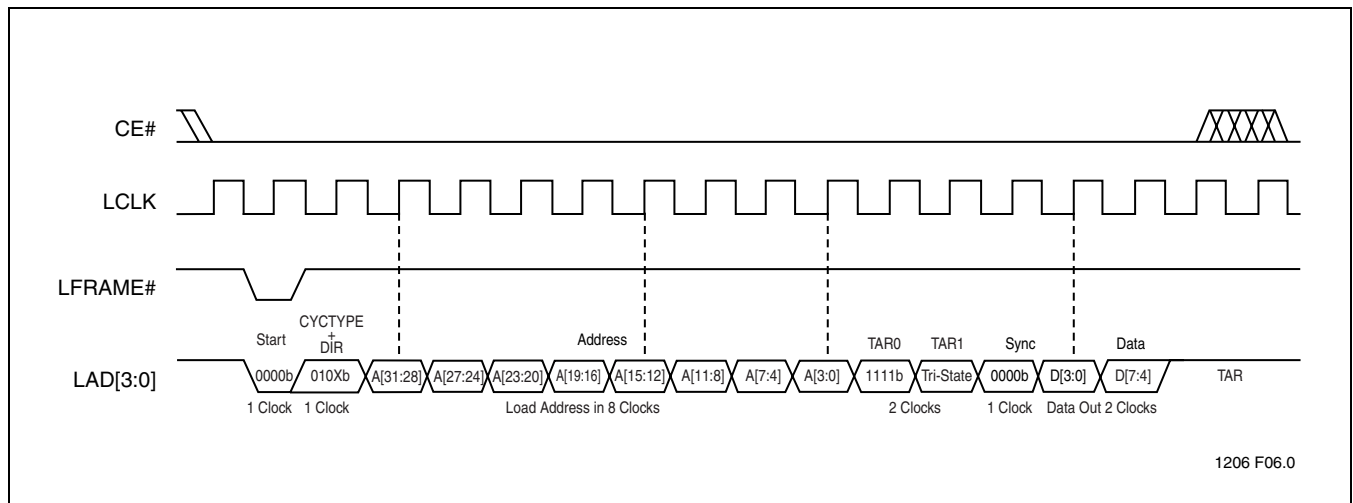 CE#
LCLK
LFRAME#
Start
CYCTYPE
+
DIR
Address
TAR0
TAR1
Sync
Data
LAD[3:0]
0000b
010Xb
A[31:28]
A[27:24]
A[23:20]
A[19:16]
A[15:12]
A[11:8]
A[7:4]
A[3:0]
1111b
Tri-State
0000b
D[3:0]
D[7:4]
TAR
1 Clock
1 Clock
Load Address in 8 Clocks
2 Clocks
1 Clock
Data Out 2 Clocks
1206 F06.0